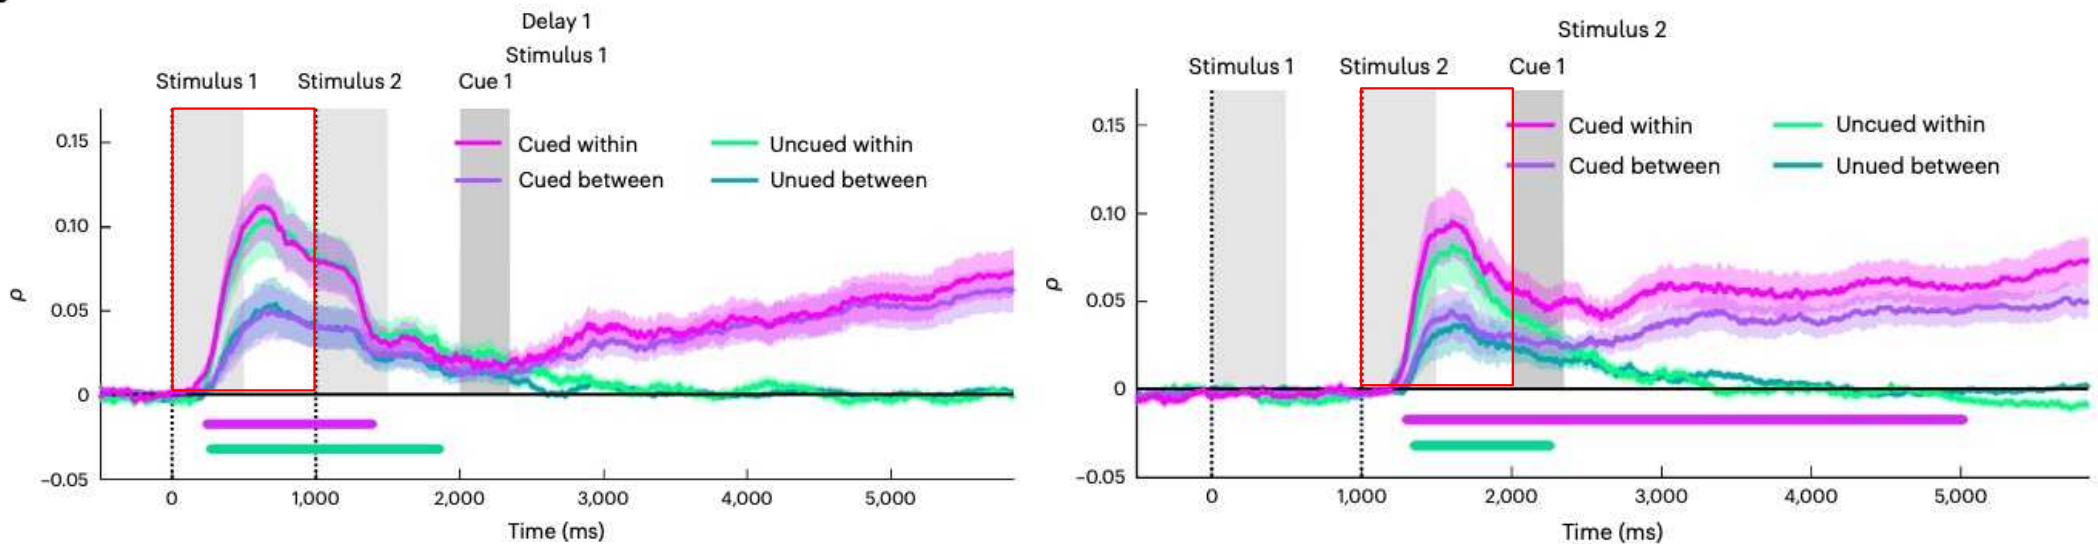 Delay 1
Stimulus 1
Stimulus 1 Stimulus 2 Cue 1
Cued within Uncued within
Cued between Unued between
0.15
0.10
0.05
0
−0.05
ρ
0 1,000 2,000 3,000 4,000 5,000
Time (ms)
Stimulus 2
Stimulus 1 Stimulus 2 Cue 1
Cued within Uncued within
Cued between Unued between
0.15
0.10
0.05
0
−0.05
ρ
0 1,000 2,000 3,000 4,000 5,000
Time (ms)